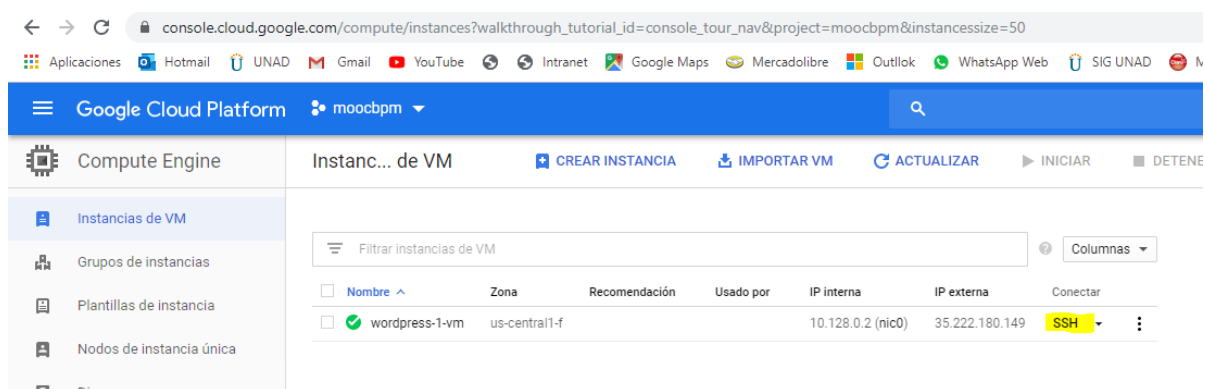 console.cloud.google.com/compute/instances?walkthrough_tutorial_id=console_tour_nav&project=moocbpm&instancessize=50
Aplicaciones Hotmail UNAD Gmail YouTube Intranet Google Maps Mercadolibre Outllok WhatsApp Web SIG UNAD
Google Cloud Platform moocbpm
Compute Engine Instanc... de VM CREAR INSTANCIA IMPORTAR VM ACTUALIZAR INICIAR DETENE
Instancias de VM
Filtrar instancias de VM Columnas
Grupos de instancias
Nombre Zona Recomendación Usado por IP interna IP externa Conectar
Plantillas de instancia
wordpress-1-vm us-central1-f 10.128.0.2 (nic0) 35.222.180.149 SSH
Nodos de instancia única